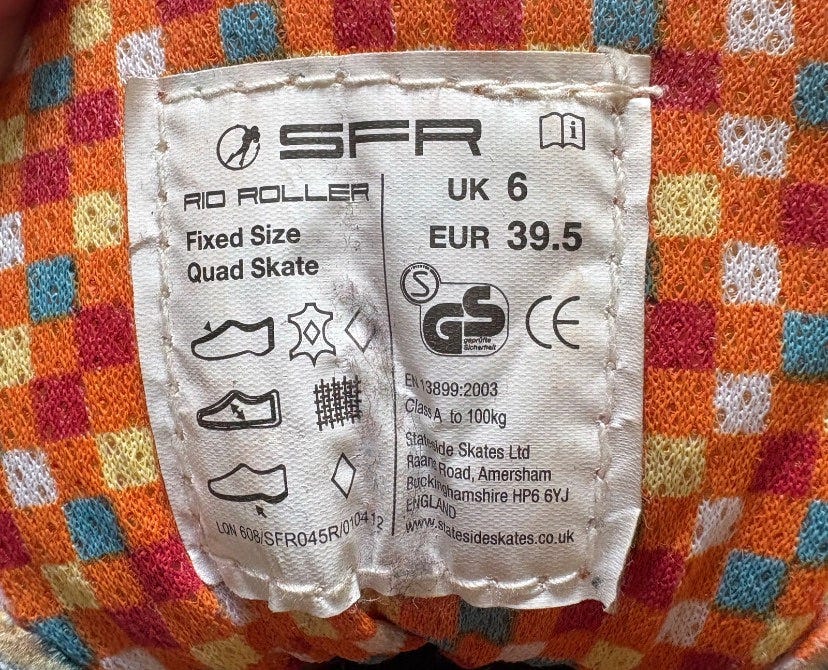 SFR
i
RIO ROLLER
Fixed Size
Quad Skate
LON 608/SFR045R/010412
UK 6
EUR 39.5
S
GS
geprüfte
Sicherheit
CE
EN 13899:2003
Class A to 100kg
Stateside Skates Ltd
Raans Road, Amersham
Buckinghamshire HP6 6YJ
ENGLAND
www.statesideskates.co.uk